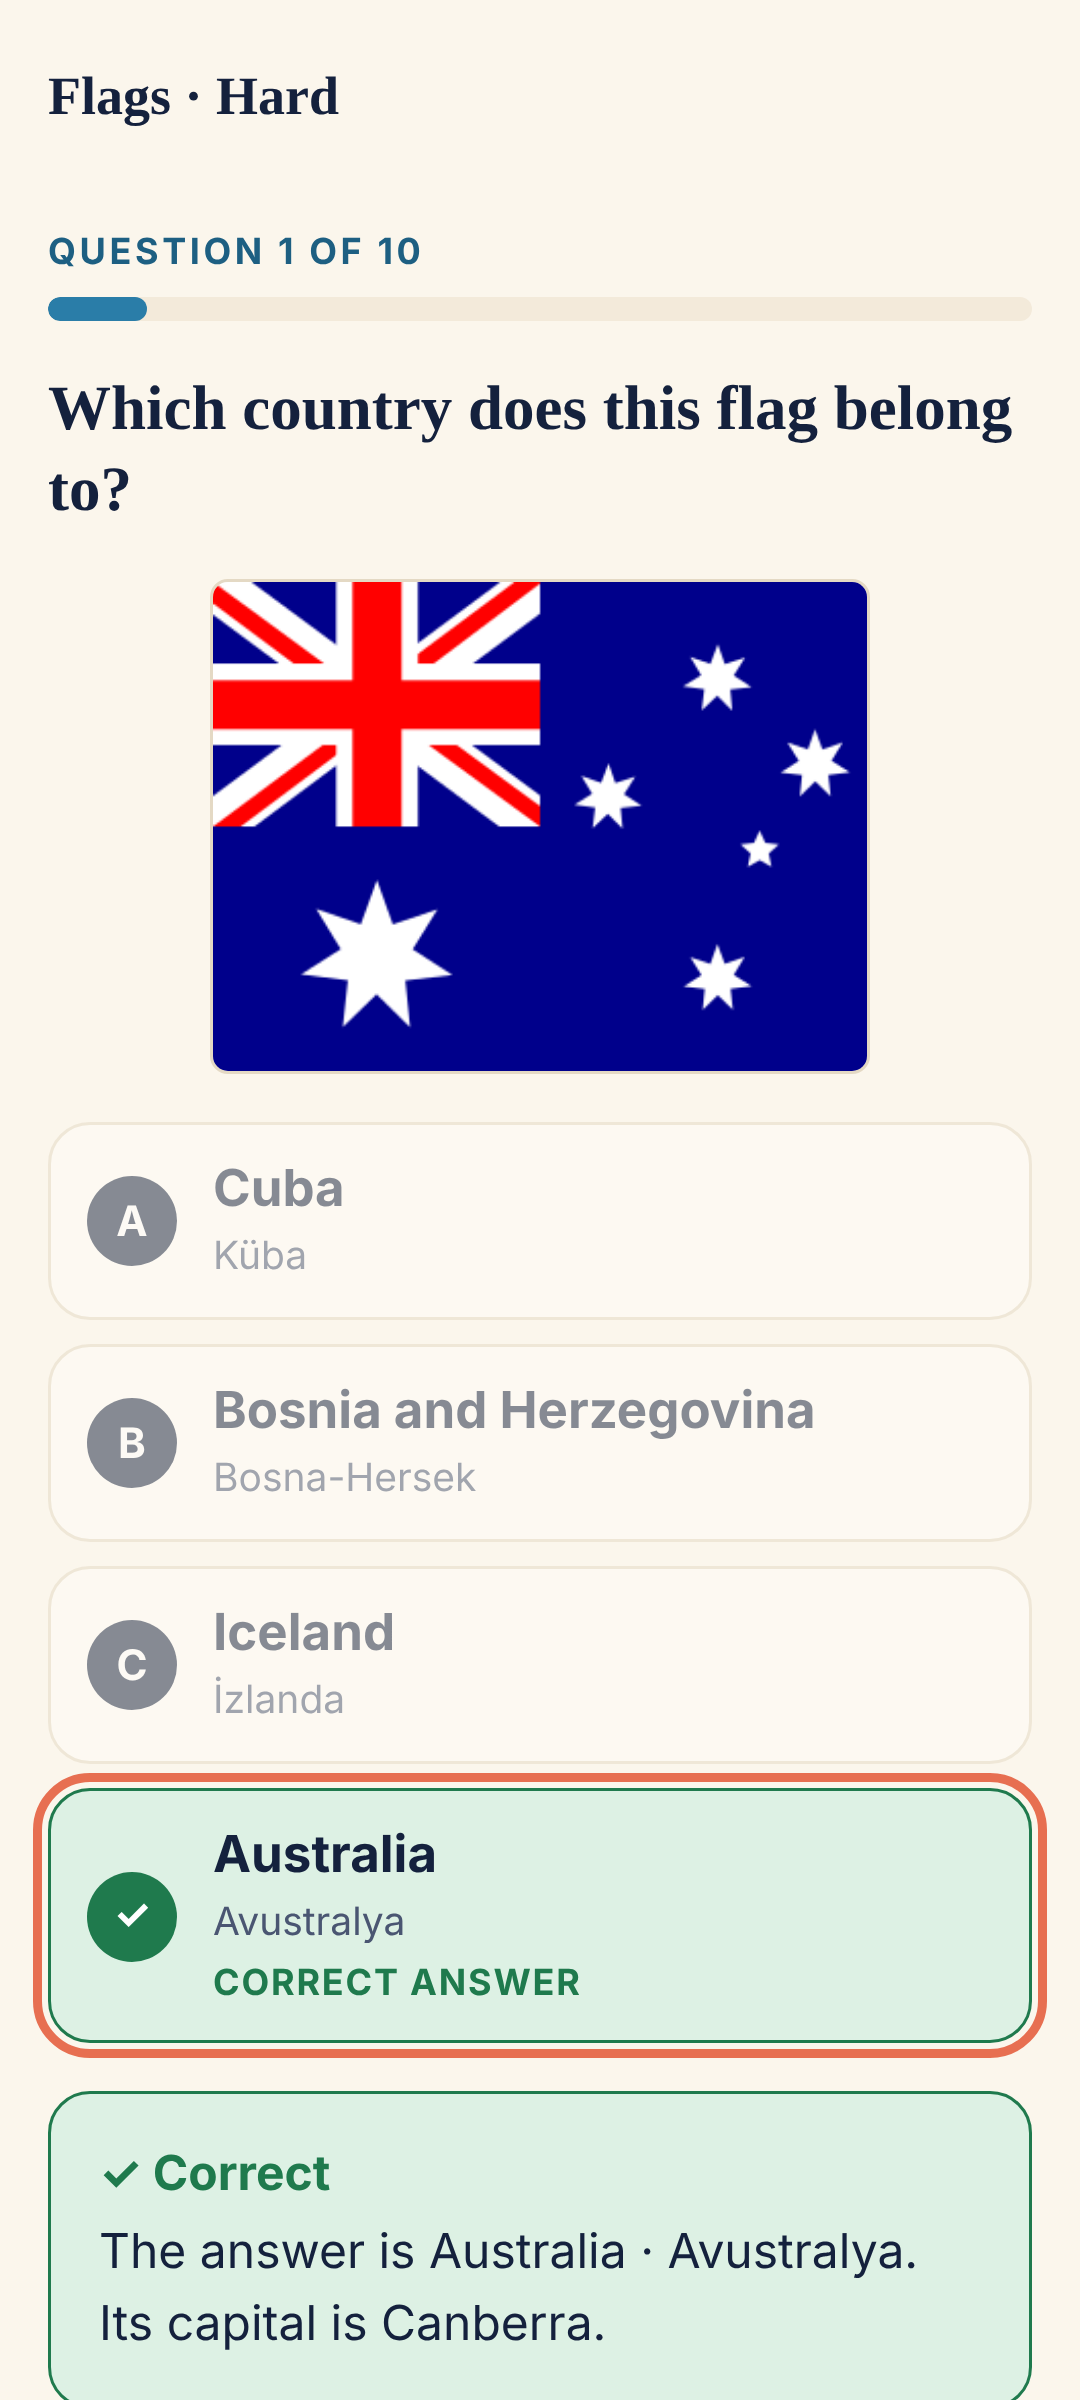 Flags · Hard
QUESTION 1 OF 10
Which country does this flag belong
to?
A
Cuba
Küba
B
Bosnia and Herzegovina
Bosna-Hersek
C
Iceland
İzlanda
Australia
Avustralya
CORRECT ANSWER
✓ Correct
The answer is Australia · Avustralya.
Its capital is Canberra.